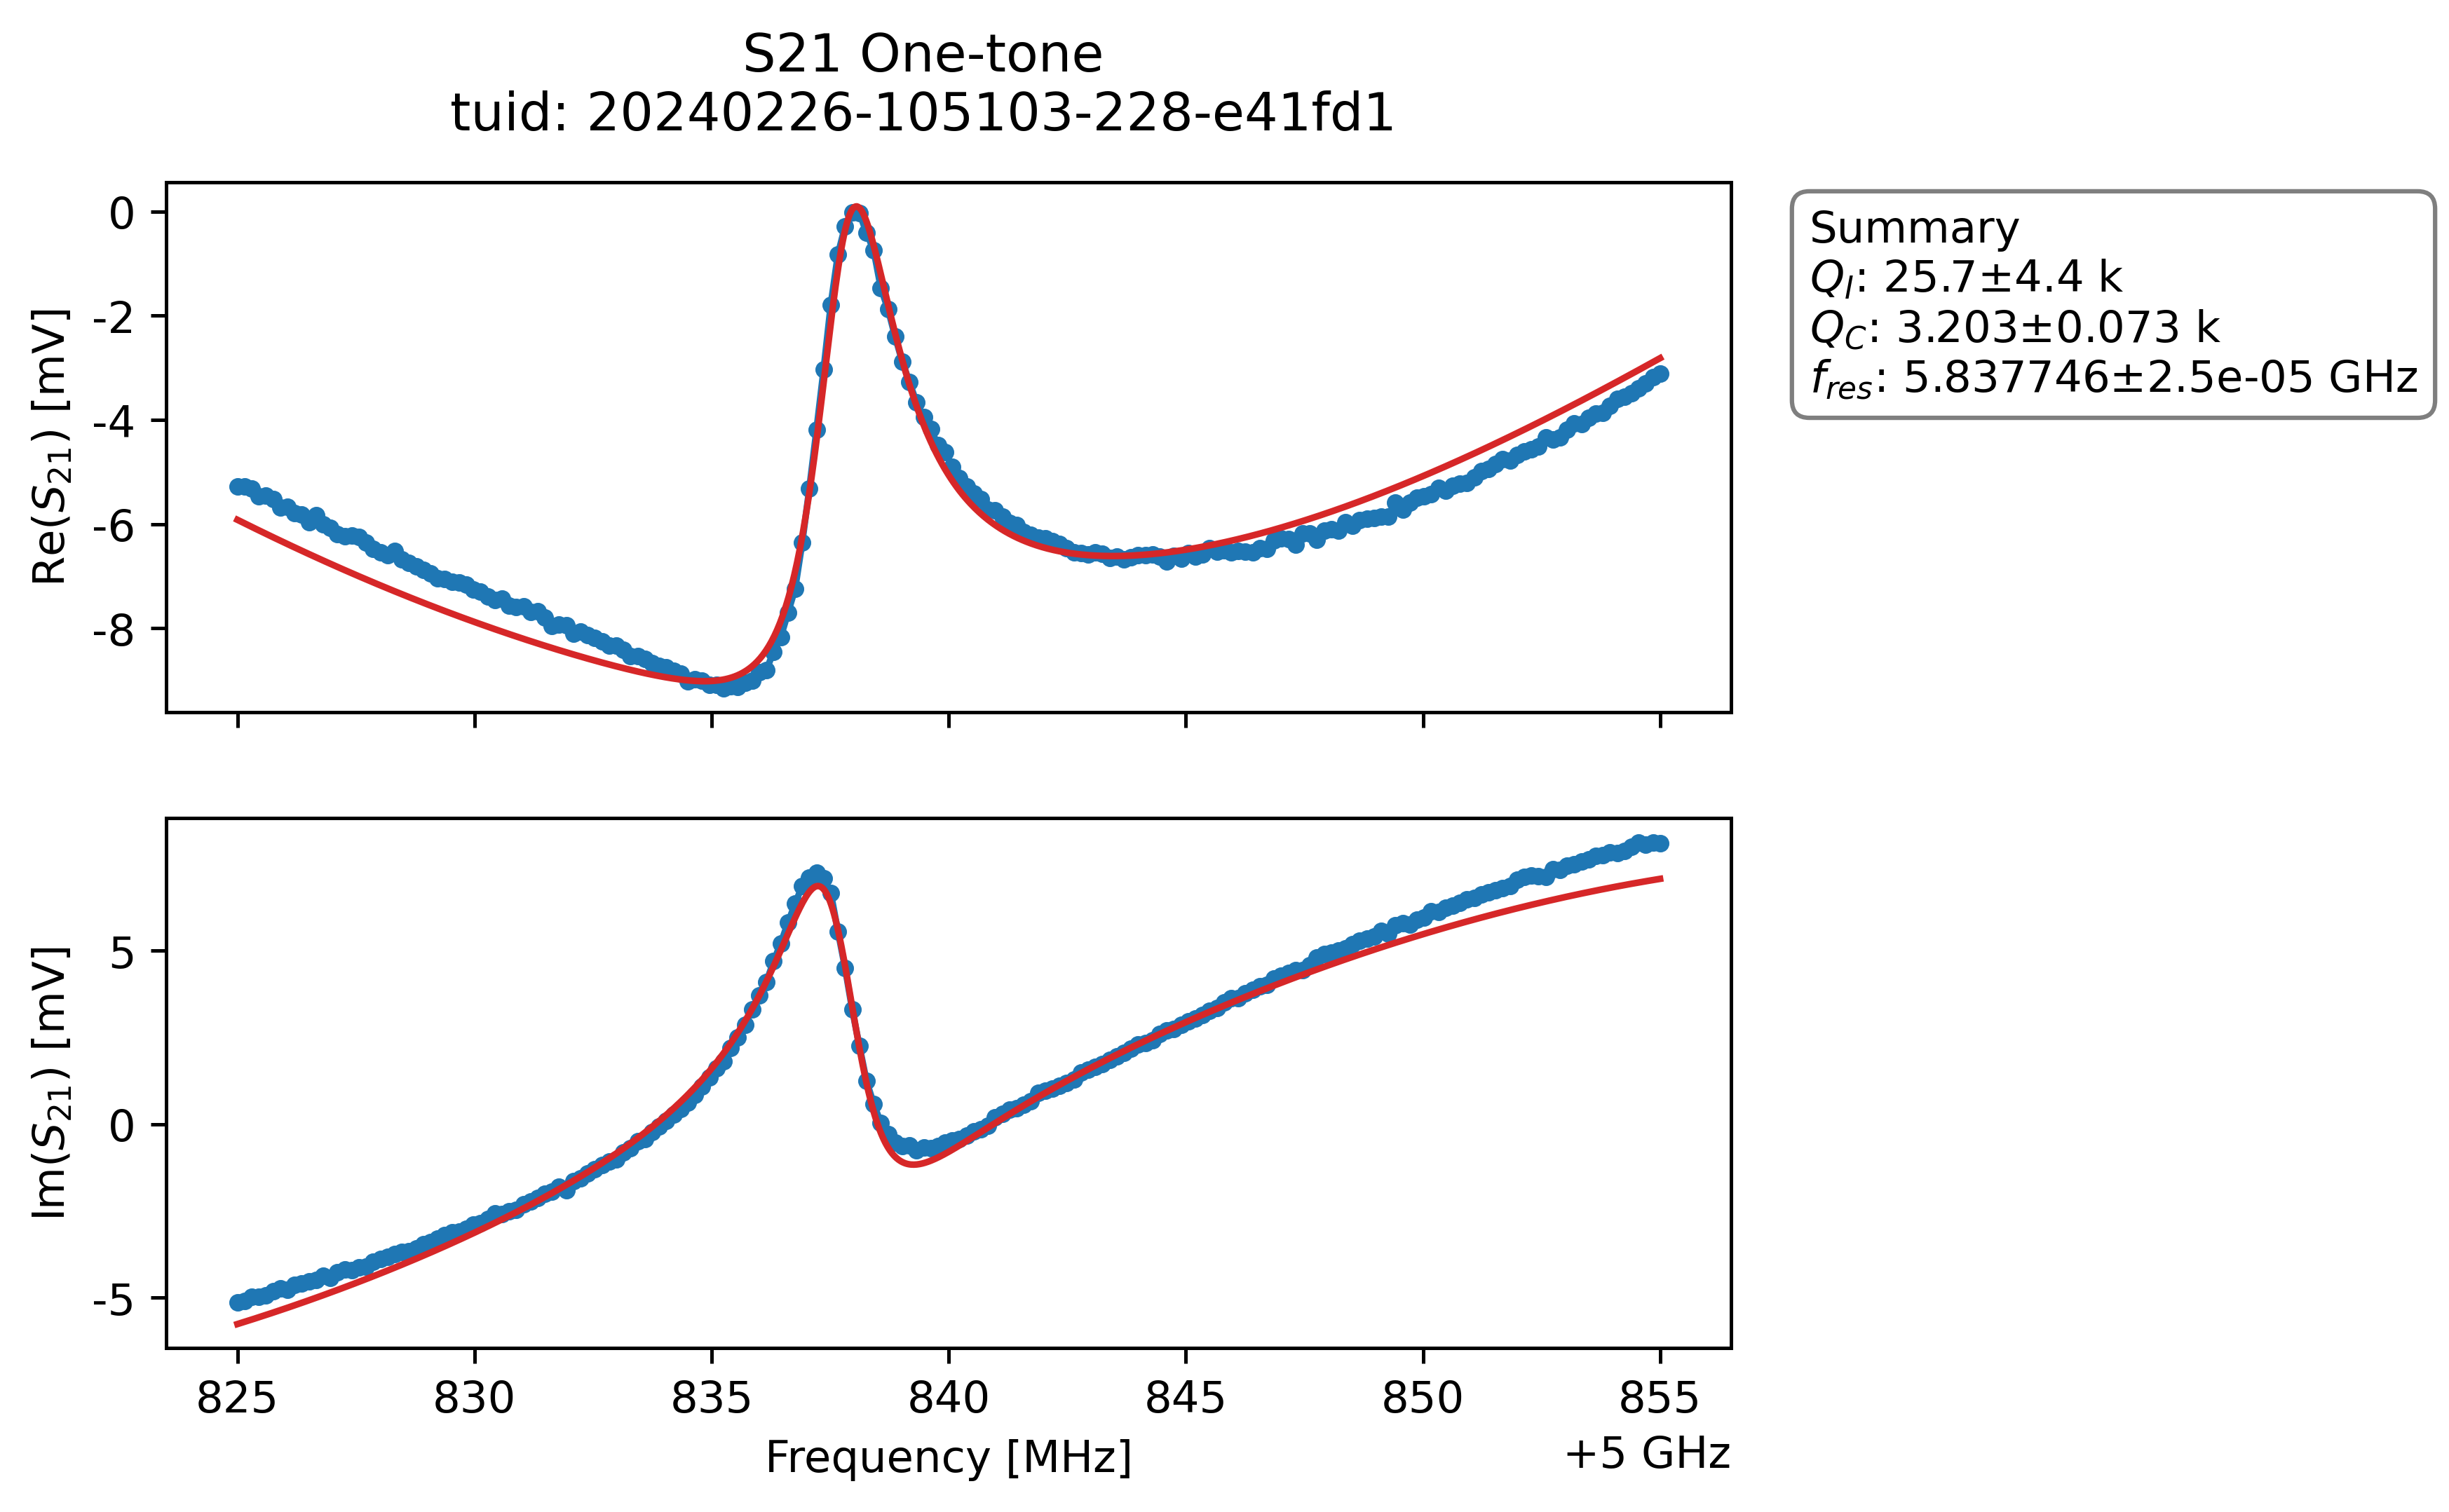 S21 One-tone
tuid: 20240226-105103-228-e41fd1
Re(S21) [mV]
0
-2
-4
-6
-8
Summary
QI: 25.7±4.4 k
QC: 3.203±0.073 k
fres: 5.837746±2.5e-05 GHz
Im(S21) [mV]
5
0
-5
825 830 835 840 845 850 855
Frequency [MHz]
+5 GHz